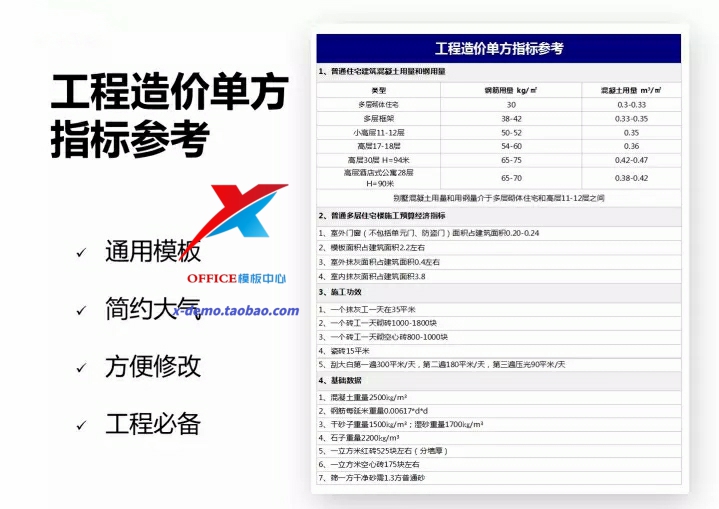 工程造价单方
指标参考
✓ 通用模板
OFFICE模板中心
✓ 简约大气
x-demo.taobao.com
✓ 方便修改
✓ 工程必备
工程造价单方指标参考
1、普通住宅建筑混凝土用量和钢用量
类型 钢筋用量 kg/㎡ 混凝土用量 m³/㎡
多层砌体住宅 30 0.3-0.33
多层框架 38-42 0.33-0.35
小高层11-12层 50-52 0.35
高层17-18层 54-60 0.36
高层30层 H=94米 65-75 0.42-0.47
高层酒店式公寓28层
H=90米 65-70 0.38-0.42
别墅混凝土用量和用钢量介于多层砌体住宅和高层11-12层之间
2、普通多层住宅楼施工预算经济指标
1、室外门窗（不包括单元门、防盗门）面积占建筑面积0.20-0.24
2、模板面积占建筑面积2.2左右
3、室外抹灰面积占建筑面积0.4左右
4、室内抹灰面积占建筑面积3.8
3、施工功效
1、一个抹灰工一天在35平米
2、一个砖工一天砌砖1000-1800块
3、一个砖工一天砌空心砖800-1000块
4、瓷砖15平米
5、刮大白第一遍300平米/天，第二遍180平米/天，第三遍压光90平米/天
4、基础数据
1、混凝土重量2500kg/m³
2、钢筋每延米重量0.00617*d*d
3、干砂子重量1500kg/m³；湿砂重量1700kg/m³
4、石子重量2200kg/m³
5、一立方米红砖525块左右（分墙厚）
6、一立方米空心砖175块左右
7、筛一方干净砂需1.3方普通砂